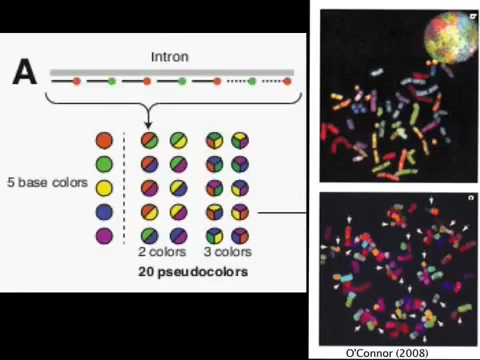 A
Intron
5 base colors
2 colors
3 colors
20 pseudocolors
O'Connor (2008)